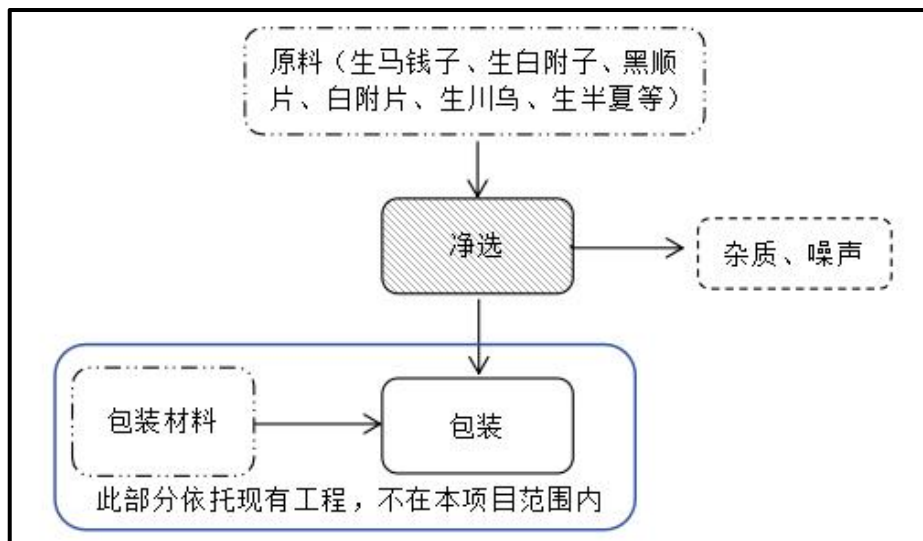 原料（生马钱子、生白附子、黑顺
片、白附片、生川乌、生半夏等）
净选
杂质、噪声
包装材料
包装
此部分依托现有工程，不在本项目范围内